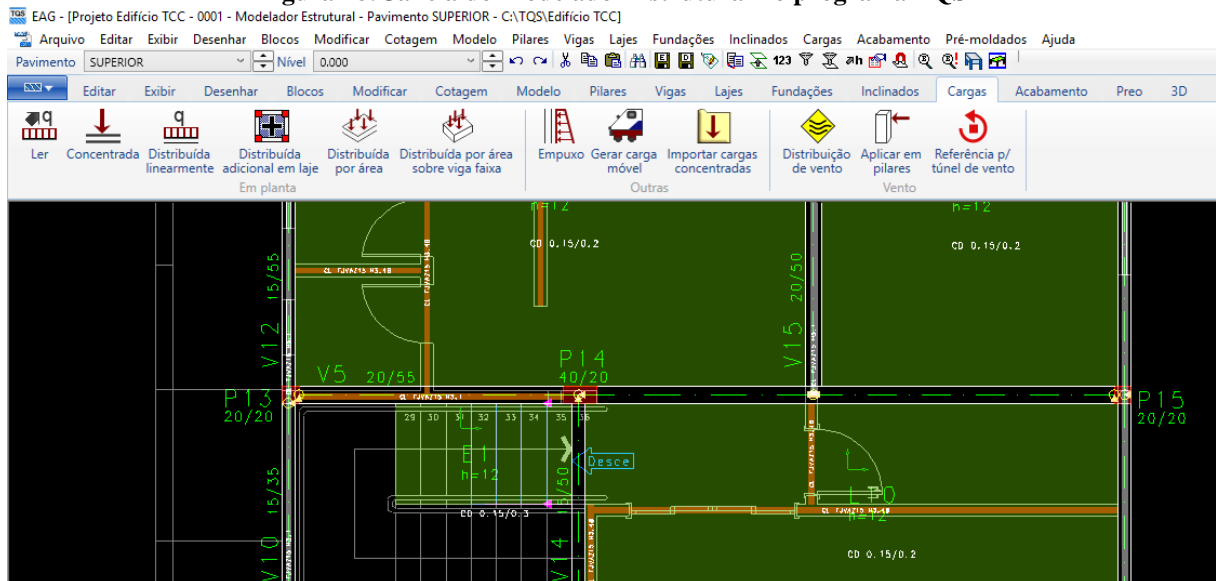 EAG - [Projeto Edifício TCC - 0001 - Modelador Estrutural - Pavimento SUPERIOR - C:\TQS\Edifício TCC]
Arquivo Editar Exibir Desenhar Blocos Modificar Cotagem Modelo Pilares Vigas Lajes Fundações Inclinados Cargas Acabamento Pré-moldados Ajuda
Pavimento SUPERIOR Nível 0.000
Editar Exibir Desenhar Blocos Modificar Cotagem Modelo Pilares Vigas Lajes Fundações Inclinados Cargas Acabamento Preo 3D
Ler Concentrada Distribuída linearmente Distribuída adicional em laje Distribuída por área Distribuída por área sobre viga faixa Empuxo Gerar carga móvel Importar cargas concentradas Distribuição de vento Aplicar em pilares Referência p/ túnel de vento
Em planta Outras Vento
h=12 h=12
CD 0.15/0.2 CD 0.15/0.2
15/55 20/50
V12 V15
P14
V5 20/55 40/20
P13 P15
20/20 20/20
29 30 31 32 33 34 35 36
E1 Desce
h=12
15/35 15/50
L10
h=12
CD 0.15/0.3
V10 V14
CD 0.15/0.2